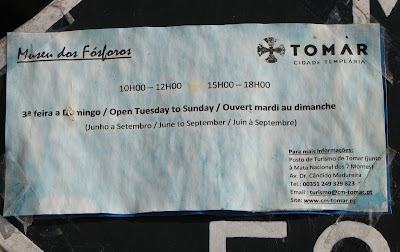 Museu dos Fósforos
TOMAR
CIDADE TEMPLÁRIA
10H00 – 12H00 15H00 – 18H00
3ª feira a Domingo / Open Tuesday to Sunday / Ouvert mardi au dimanche
(Junho a Setembro / June to September / Juin à Septembre)
Para mais informações:
Posto de Turismo de Tomar (junto
à Mata Nacional dos 7 Montes)
Av. Dr. Cândido Madureira
Tel.: 00351 249 329 823
Email : turismo@cm-tomar.pt
Site: www.cm-tomar.pt